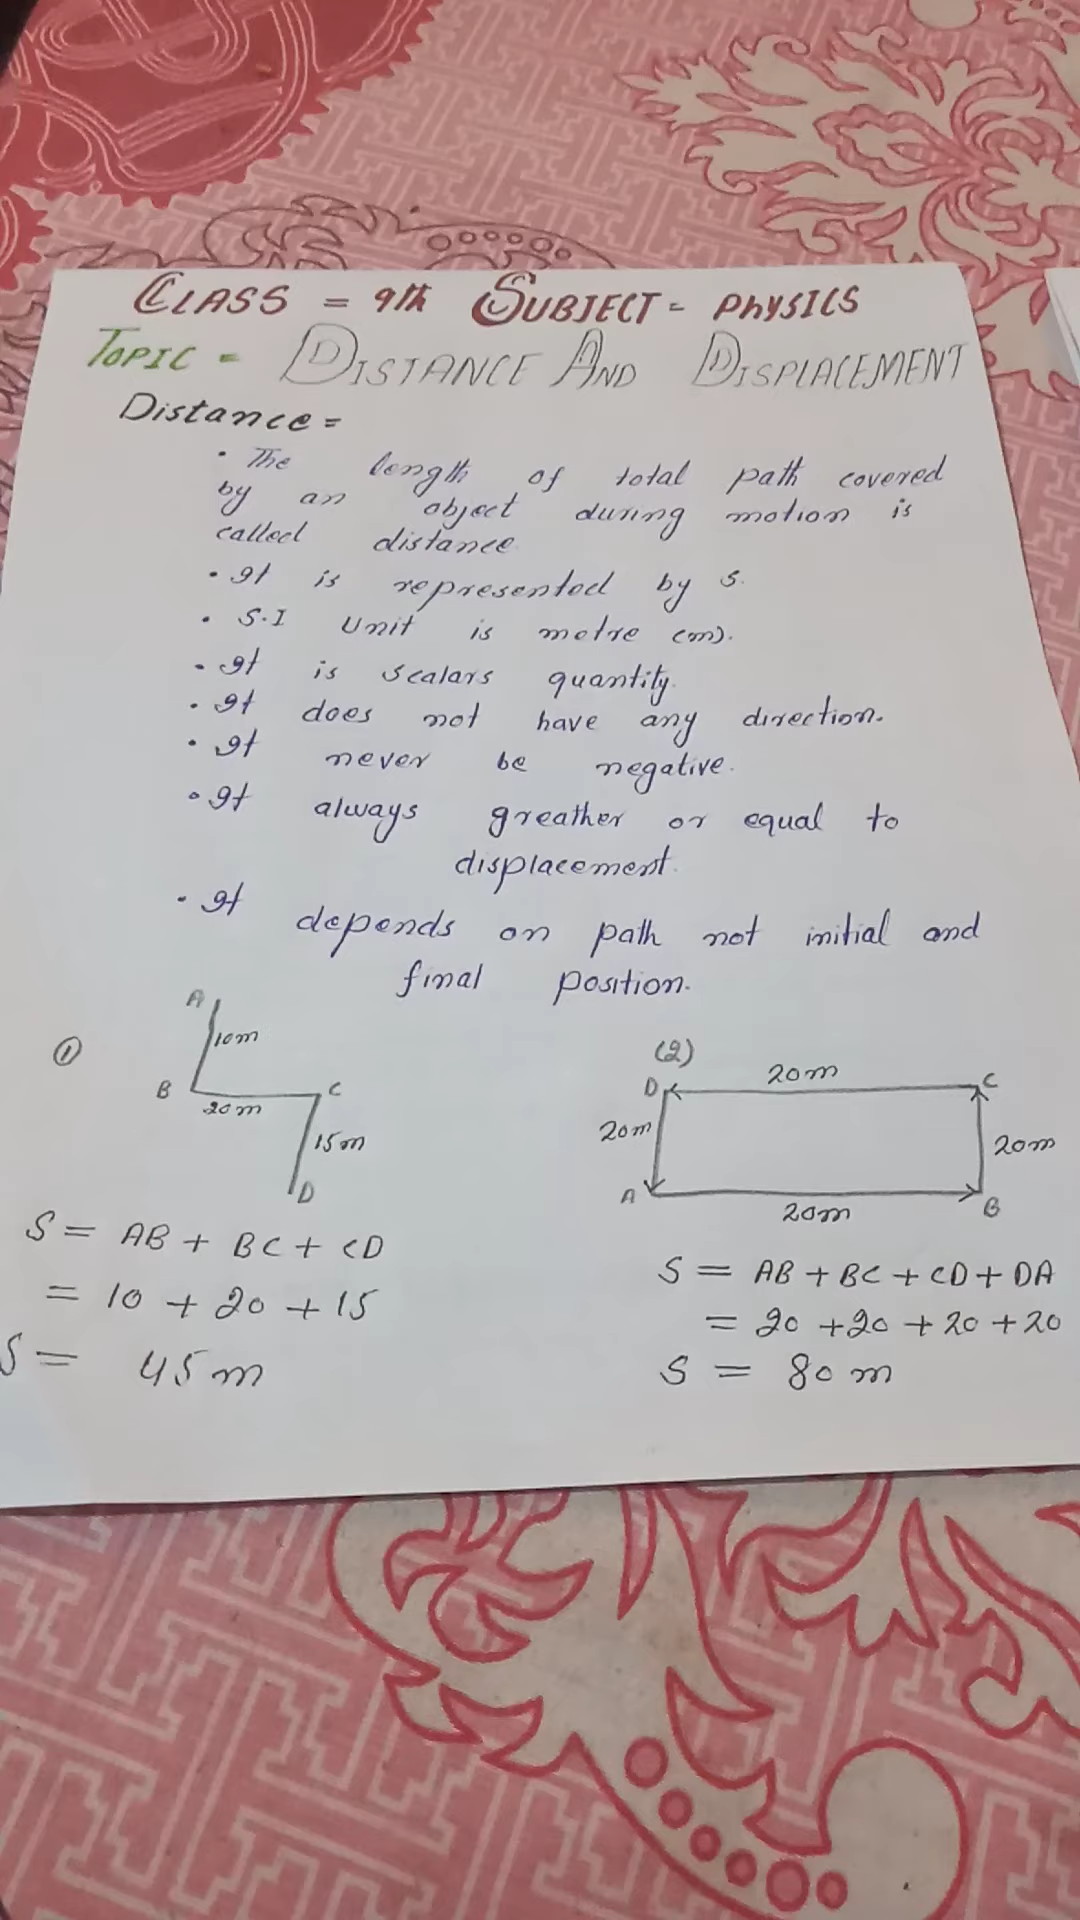 CLASS = 9th SUBJECT = PHYSICS
TOPIC = DISTANCE AND DISPLACEMENT
Distance =
• The length of total path covered
by an object during motion is
called distance.
• It is represented by s.
• S.I Unit is metre (m).
• It is scalars quantity.
• It does not have any direction.
• It never be negative.
• It always greather or equal to
displacement.
• It depends on path not initial and
final position.
① A 10m B 20m C 15m D
S = AB + BC + CD
= 10 + 20 + 15
S = 45 m
(2)
D 20m C
20m 20m
A 20m B
S = AB + BC + CD + DA
= 20 + 20 + 20 + 20
S = 80 m